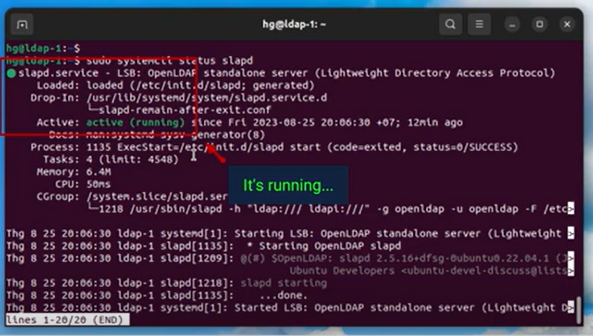 hg@ldap-1: ~
hg@ldap-1:~$
hg@ldap-1:~$ sudo systemctl status slapd
● slapd.service - LSB: OpenLDAP standalone server (Lightweight Directory Access Protocol)
Loaded: loaded (/etc/init.d/slapd; generated)
Drop-In: /usr/lib/systemd/system/slapd.service.d
└─slapd-remain-after-exit.conf
Active: active (running) since Fri 2023-08-25 20:06:30 +07; 12min ago
Docs: man:systemd-sysv-generator(8)
Process: 1135 ExecStart=/etc/init.d/slapd start (code=exited, status=0/SUCCESS)
Tasks: 4 (limit: 4548)
Memory: 6.4M
CPU: 50ms
It's running...
CGroup: /system.slice/slapd.ser
└─1218 /usr/sbin/slapd -h "ldap:/// ldapi:///" -g openldap -u openldap -F /etc>
Thg 8 25 20:06:30 ldap-1 systemd[1]: Starting LSB: OpenLDAP standalone server (Lightweight >
Thg 8 25 20:06:30 ldap-1 slapd[1135]:  * Starting OpenLDAP slapd
Thg 8 25 20:06:30 ldap-1 slapd[1209]: @(#) $OpenLDAP: slapd 2.5.16+dfsg-0ubuntu0.22.04.1 (J>
Ubuntu Developers <ubuntu-devel-discuss@lists>
Thg 8 25 20:06:30 ldap-1 slapd[1218]: slapd starting
Thg 8 25 20:06:30 ldap-1 slapd[1135]:    ...done.
Thg 8 25 20:06:30 ldap-1 systemd[1]: Started LSB: OpenLDAP standalone server (Lightweight D>
lines 1-20/20 (END)